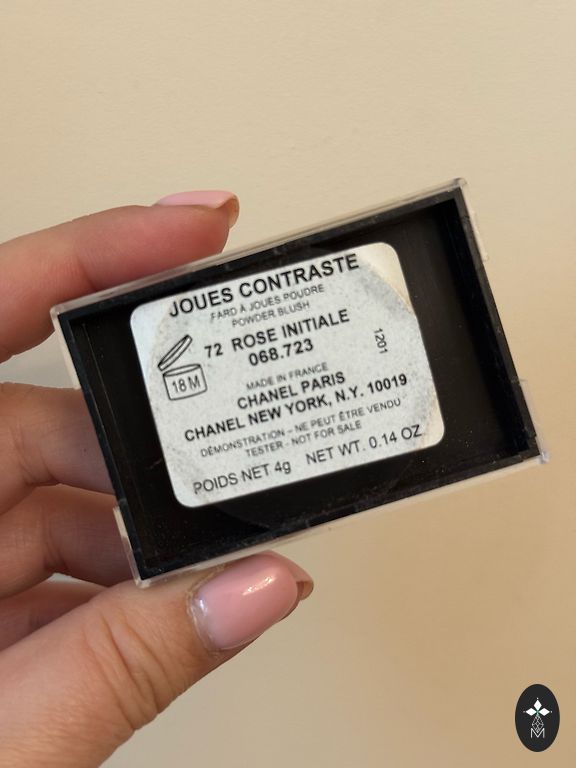 JOUES CONTRASTE
FARD À JOUES POUDRE
POWDER BLUSH
72 ROSE INITIALE
068.723
1201
18 M
MADE IN FRANCE
CHANEL PARIS
CHANEL NEW YORK, N.Y. 10019
DÉMONSTRATION - NE PEUT ÊTRE VENDU
TESTER - NOT FOR SALE
POIDS NET 4g NET WT. 0.14 OZ
M